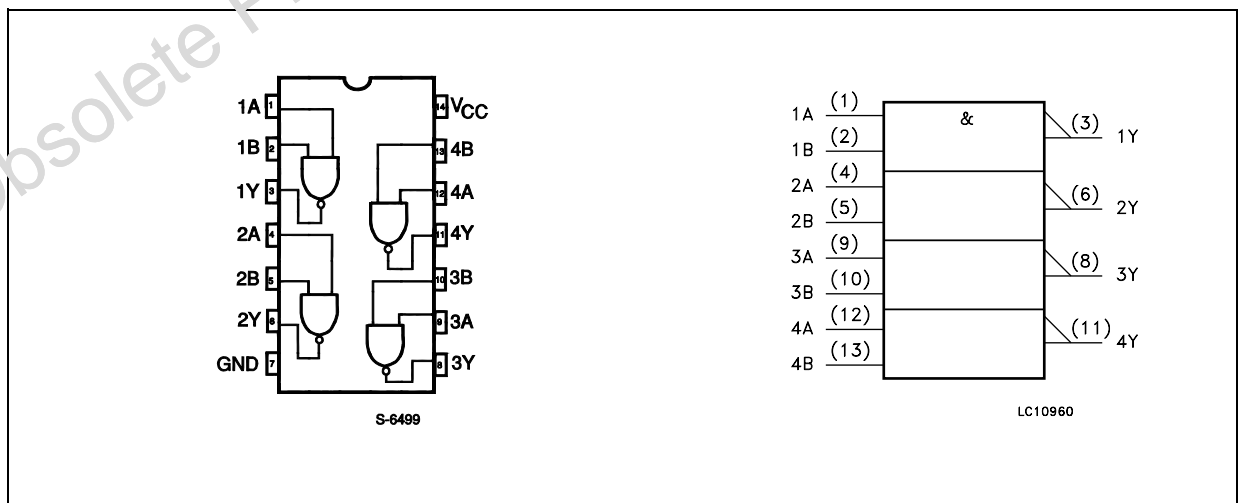 Obsolete
1A 1 14 VCC
1B 2 13 4B
1Y 3 12 4A
2A 4 11 4Y
2B 5 10 3B
2Y 6 9 3A
GND 7 8 3Y
S-6499
&
1A (1) (3) 1Y
1B (2)
2A (4) (6) 2Y
2B (5)
3A (9) (8) 3Y
3B (10)
4A (12) (11) 4Y
4B (13)
LC10960